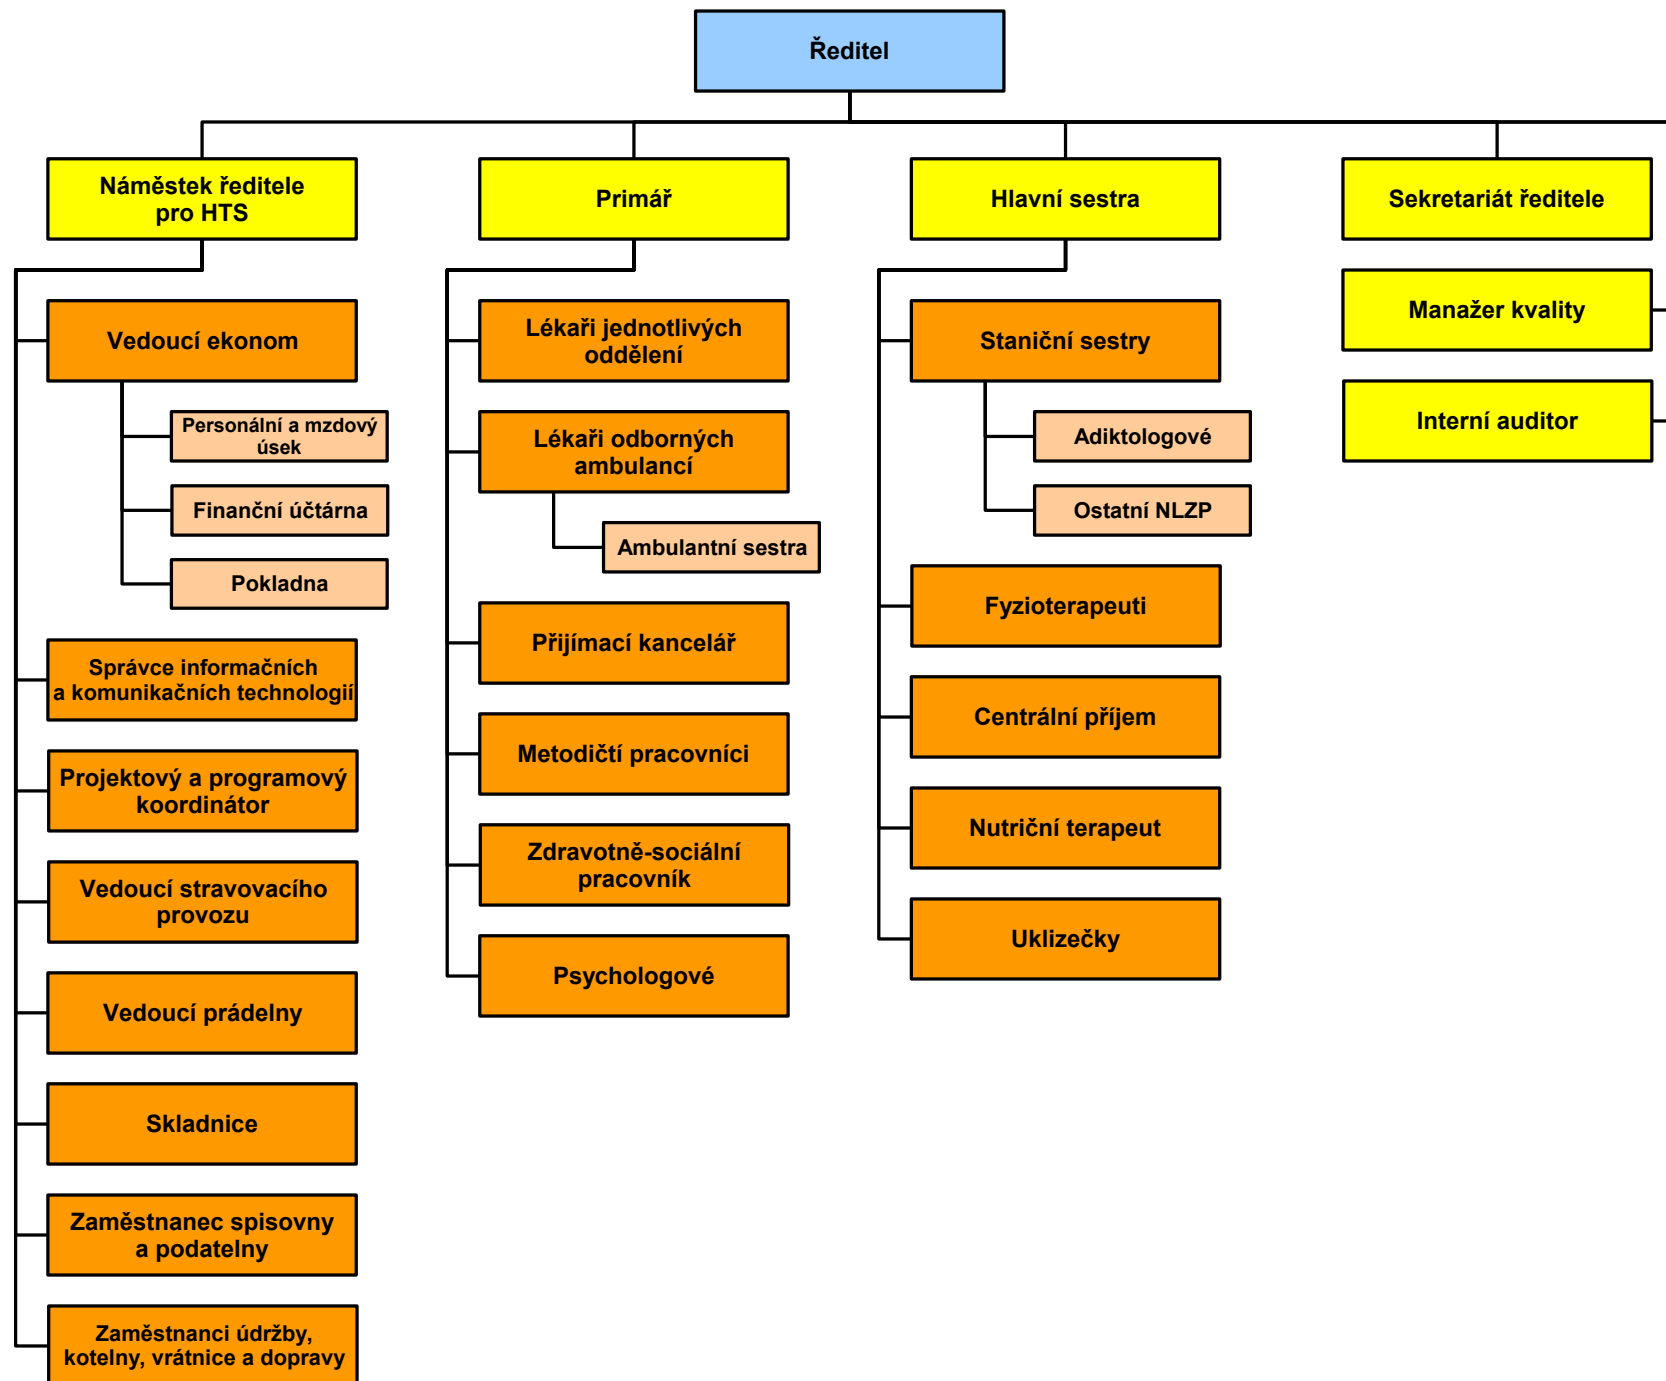 Ředitel
Náměstek ředitele
pro HTS
Primář
Hlavní sestra
Sekretariát ředitele
Manažer kvality
Interní auditor
Vedoucí ekonom
Personální a mzdový
úsek
Finanční účtárna
Pokladna
Správce informačních
a komunikačních technologií
Projektový a programový
koordinátor
Vedoucí stravovacího
provozu
Vedoucí prádelny
Skladnice
Zaměstnanec spisovny
a podatelny
Zaměstnanci údržby,
kotelny, vrátnice a dopravy
Lékaři jednotlivých
oddělení
Lékaři odborných
ambulancí
Ambulantní sestra
Přijímací kancelář
Metodičtí pracovníci
Zdravotně-sociální
pracovník
Psychologové
Staniční sestry
Adiktologové
Ostatní NLZP
Fyzioterapeuti
Centrální příjem
Nutriční terapeut
Uklizečky